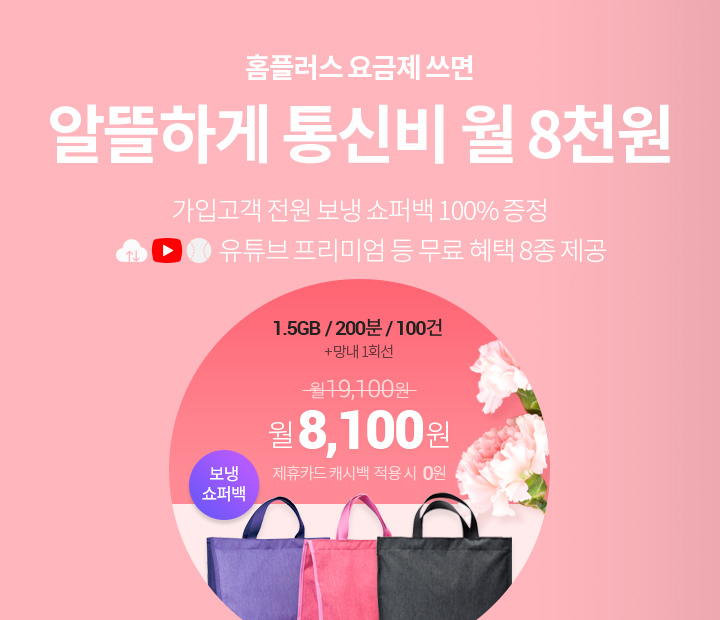 홈플러스 요금제 쓰면
알뜰하게 통신비 월 8천원
가입고객 전원 보냉 쇼퍼백 100% 증정
유튜브 프리미엄 등 무료 혜택 8종 제공
1.5GB / 200분 / 100건
+망내 1회선
월19,100원
월 8,100원
제휴카드 캐시백 적용 시 0원
보냉
쇼퍼백